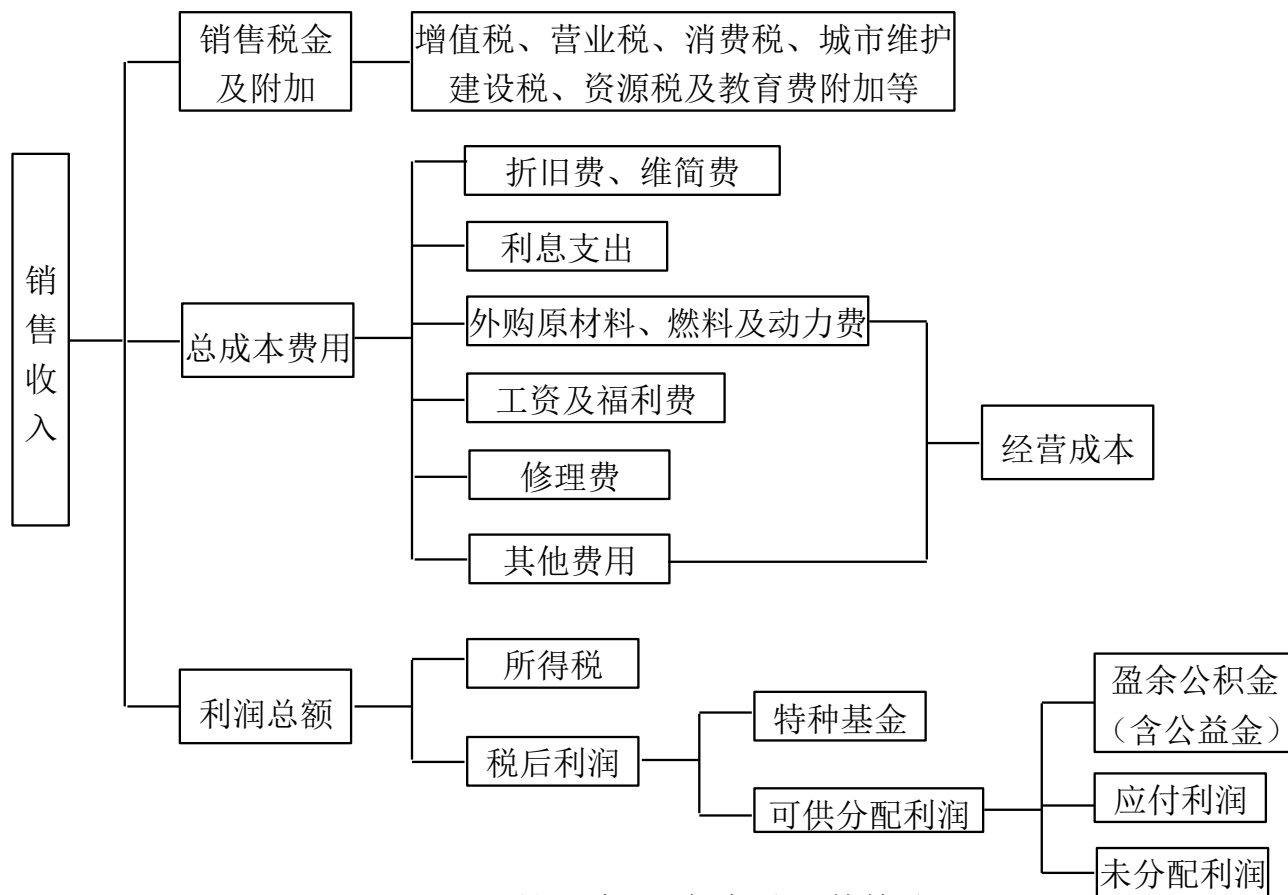 销售收入
销售税金
及附加
增值税、营业税、消费税、城市维护
建设税、资源税及教育费附加等
总成本费用
折旧费、维简费
利息支出
外购原材料、燃料及动力费
工资及福利费
修理费
其他费用
经营成本
利润总额
所得税
税后利润
特种基金
可供分配利润
盈余公积金
（含公益金）
应付利润
未分配利润